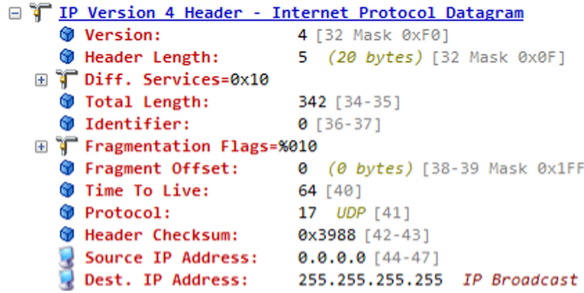 IP Version 4 Header - Internet Protocol Datagram
Version: 4 [32 Mask 0xF0]
Header Length: 5 (20 bytes) [32 Mask 0x0F]
Diff. Services=0x10
Total Length: 342 [34-35]
Identifier: 0 [36-37]
Fragmentation Flags=%010
Fragment Offset: 0 (0 bytes) [38-39 Mask 0x1FF
Time To Live: 64 [40]
Protocol: 17 UDP [41]
Header Checksum: 0x3988 [42-43]
Source IP Address: 0.0.0.0 [44-47]
Dest. IP Address: 255.255.255.255 IP Broadcast